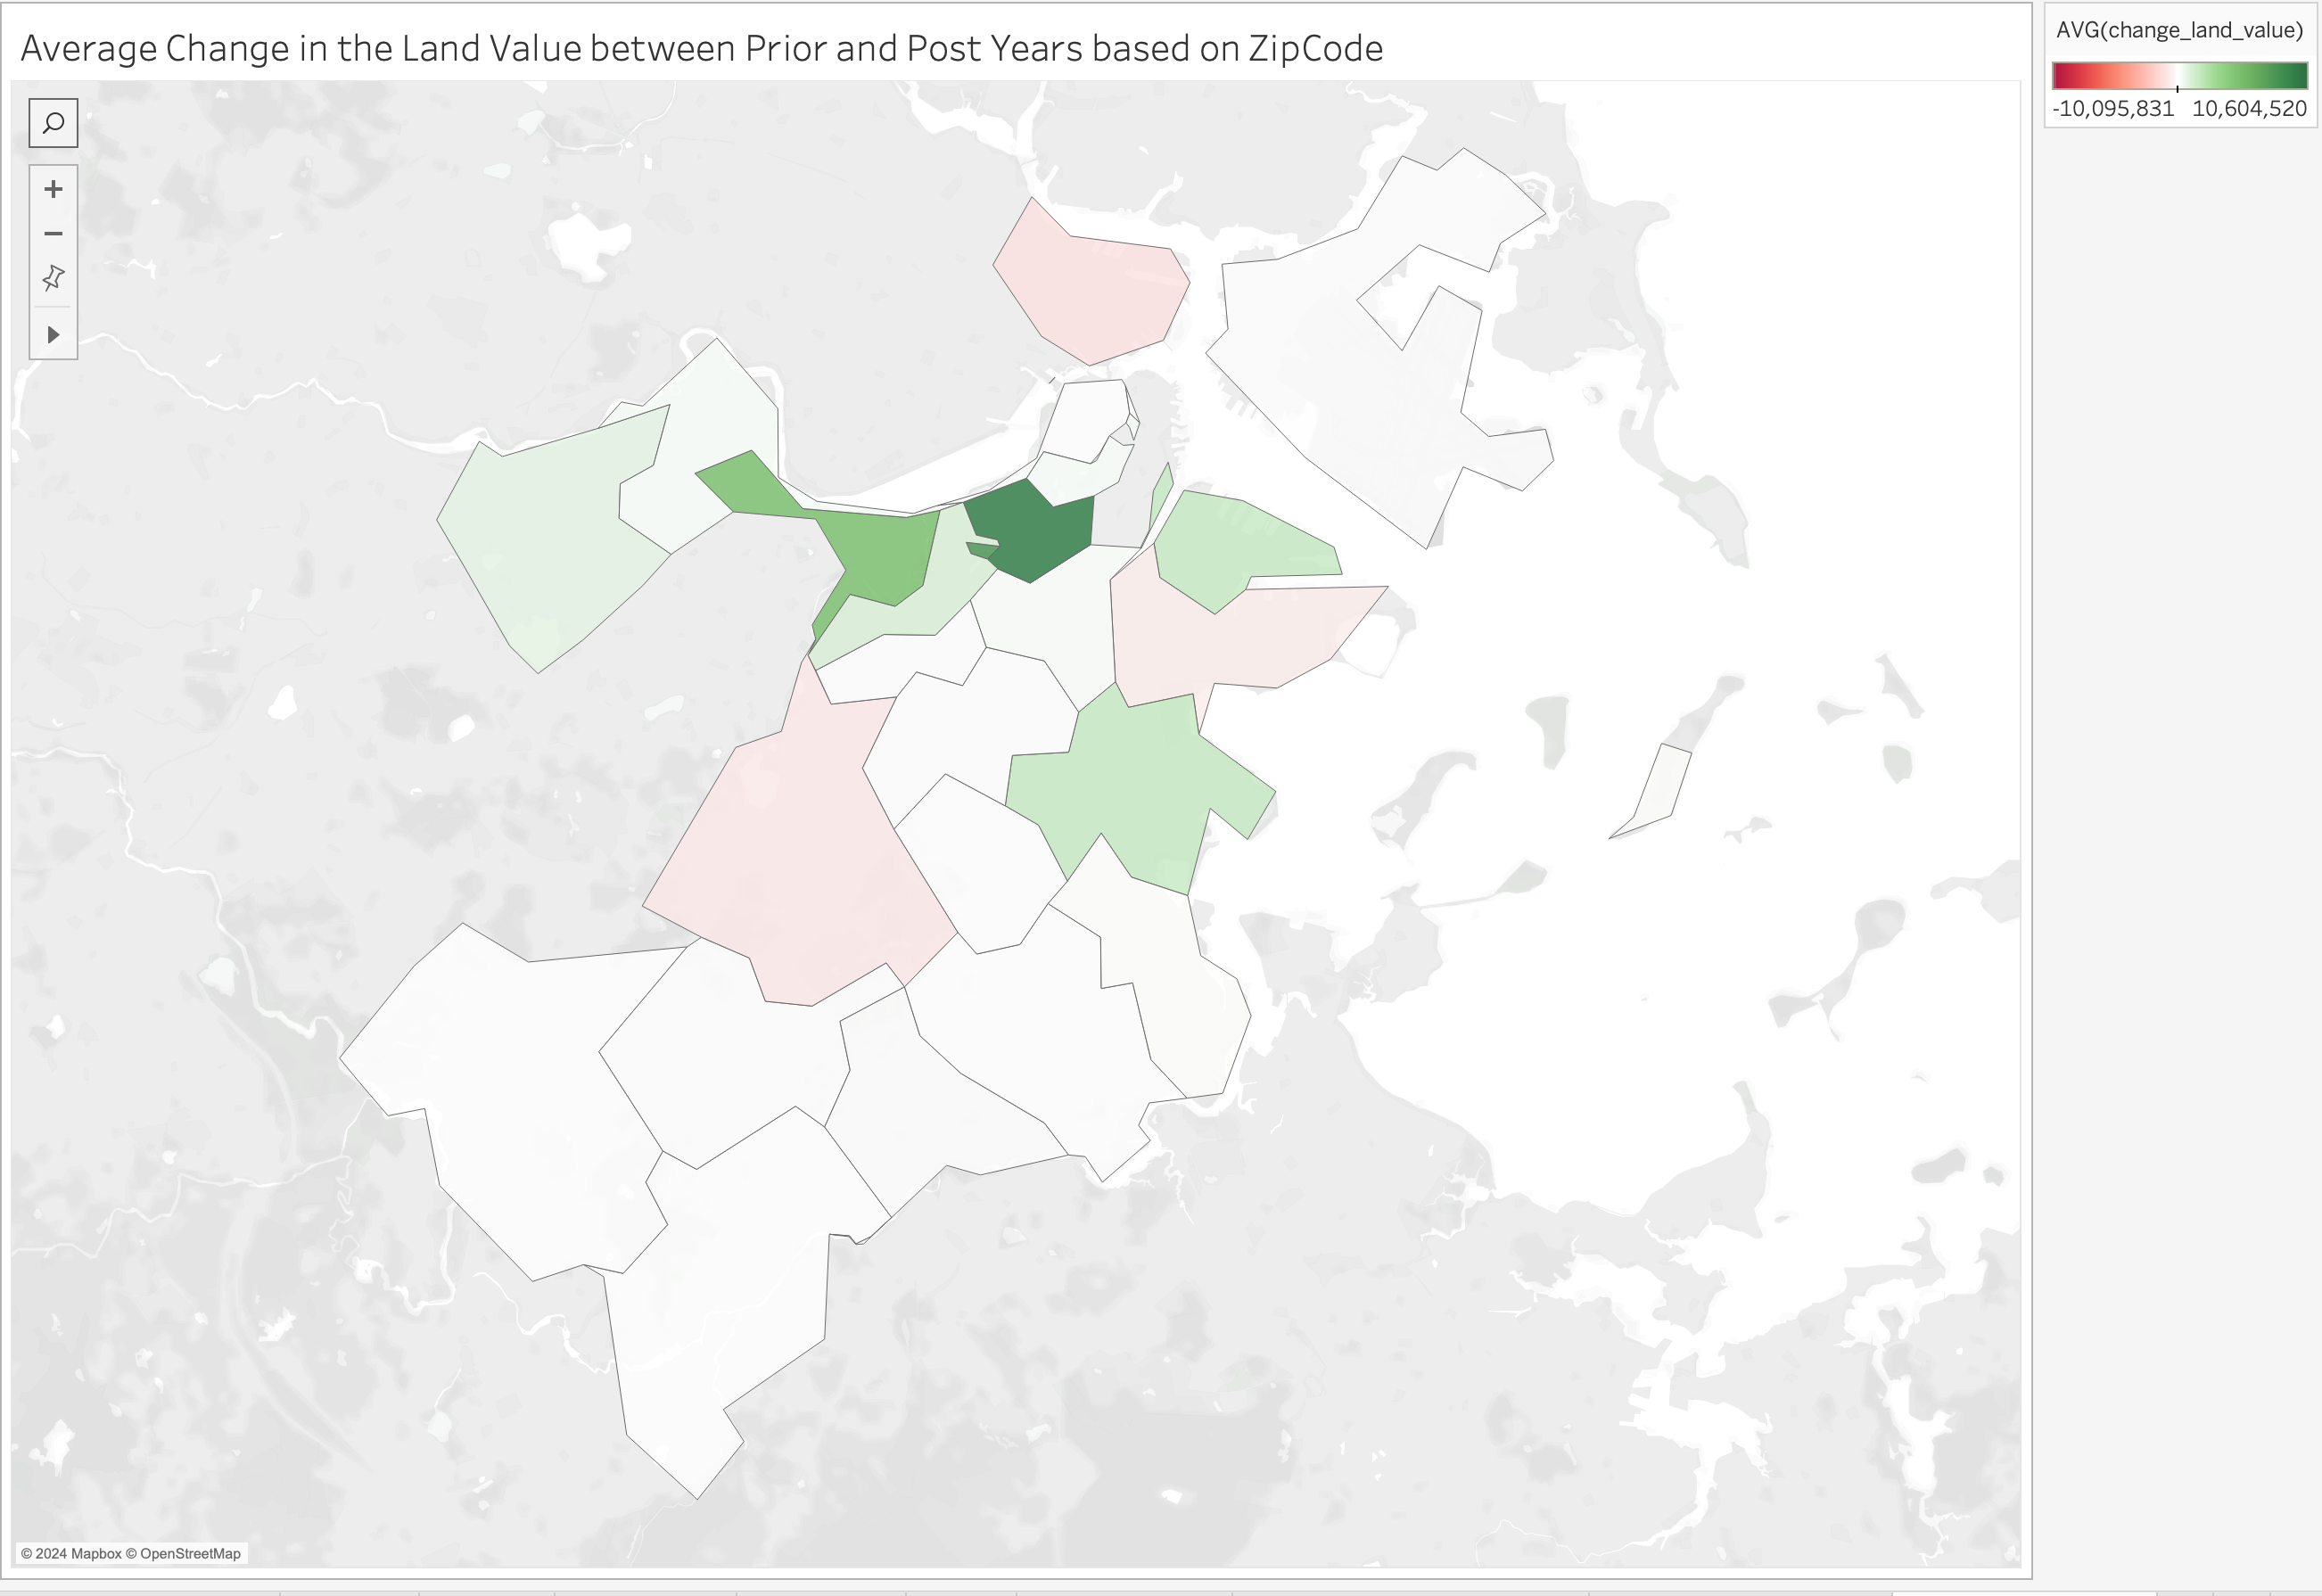 Average Change in the Land Value between Prior and Post Years based on ZipCode
AVG(change_land_value)
-10,095,831 10,604,520
© 2024 Mapbox © OpenStreetMap